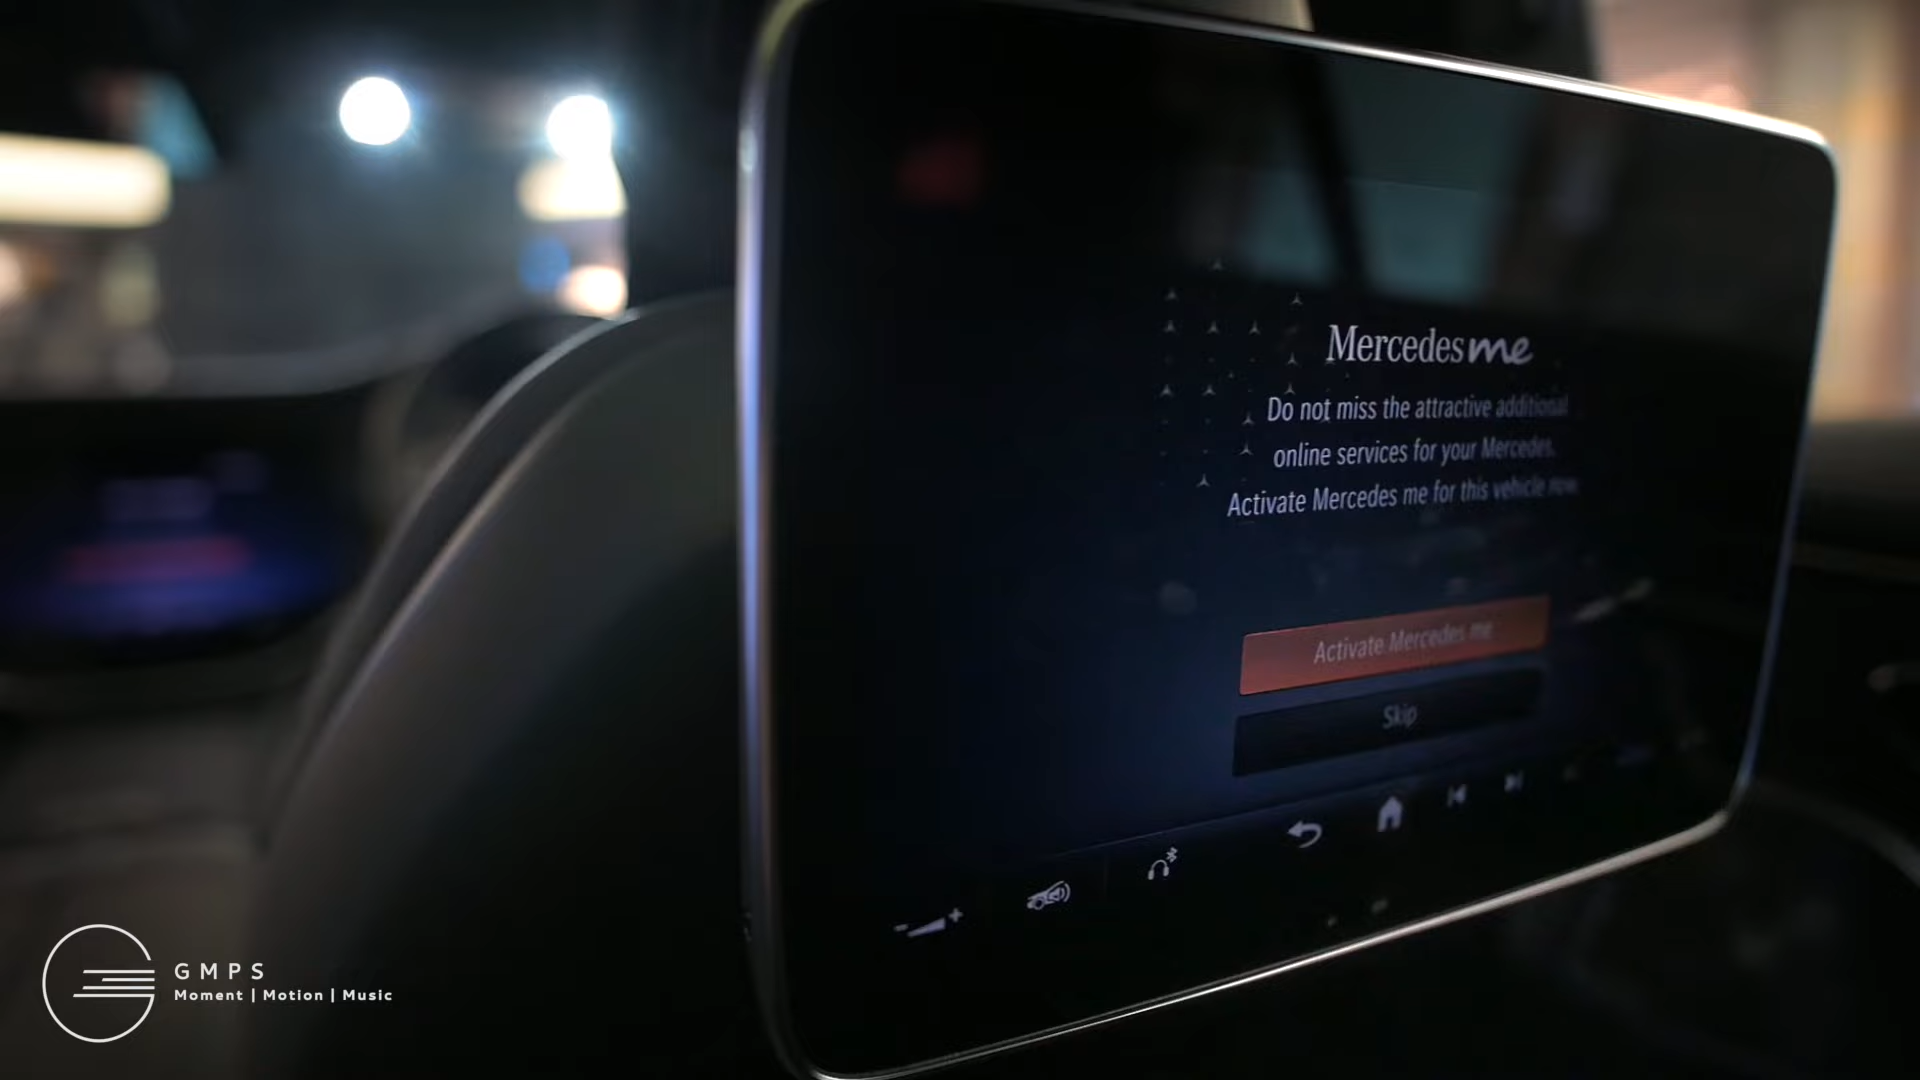 Mercedes me
Do not miss the attractive additional
online services for your Mercedes.
Activate Mercedes me for this vehicle now.
Activate Mercedes me
Skip
GMPS
Moment | Motion | Music